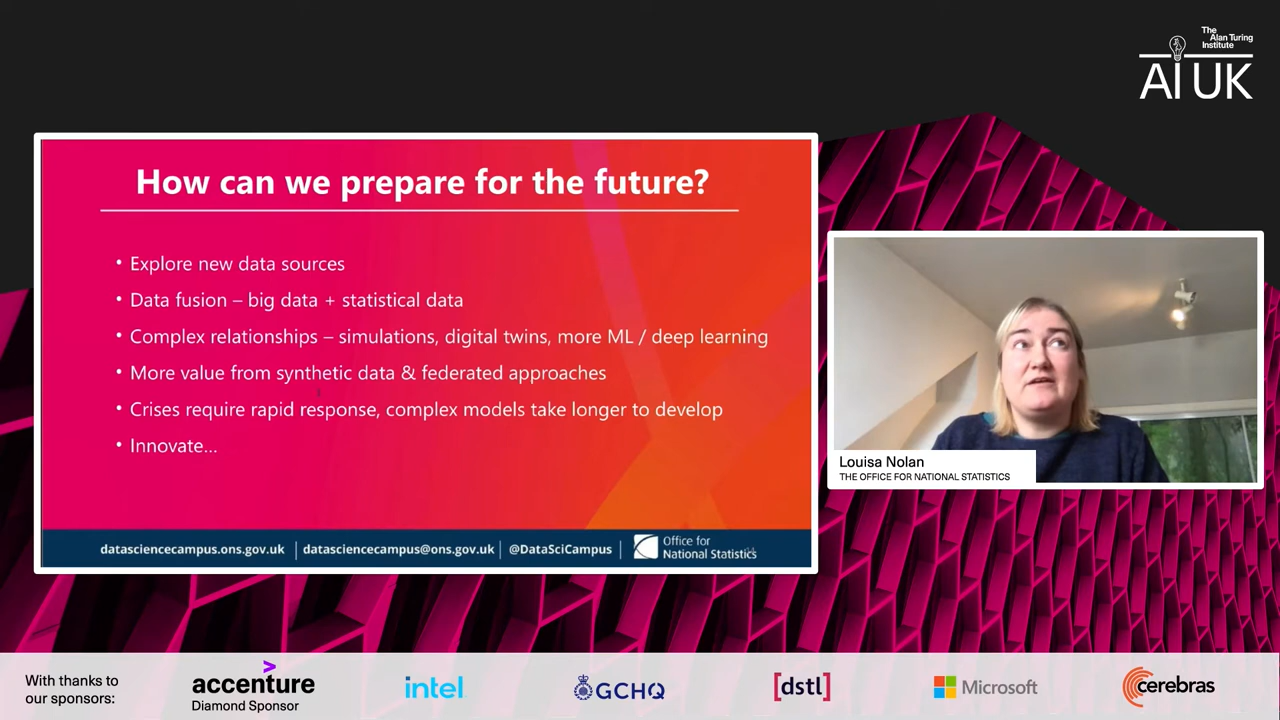 The
Alan Turing
Institute
AI UK
How can we prepare for the future?
• Explore new data sources
• Data fusion – big data + statistical data
• Complex relationships – simulations, digital twins, more ML / deep learning
• More value from synthetic data & federated approaches
• Crises require rapid response, complex models take longer to develop
• Innovate...
datasciencecampus.ons.gov.uk | datasciencecampus@ons.gov.uk | @DataSciCampus |
Office for
National Statistics
Louisa Nolan
THE OFFICE FOR NATIONAL STATISTICS
With thanks to
our sponsors:
accenture
Diamond Sponsor
intel
GCHQ
[dstl]
Microsoft
cerebras